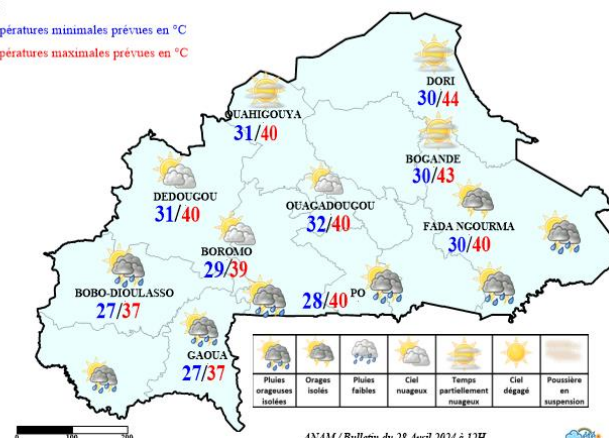 pératures minimales prévues en °C
pératures maximales prévues en °C
DORI
30/44
OUAHIGOUYA
31/40
BOGANDE
30/43
DEDOUGOU
31/40
OUAGADOUGOU
32/40
FADA NGOURMA
30/40
BOROMO
29/39
BOBO-DIOULASSO
27/37
28/40 PO
GAOUA
27/37
Pluies orageuses isolées
Orages isolés
Pluies faibles
Ciel nuageux
Temps partiellement nuageux
Ciel dégagé
Poussière en suspension
0 100 200
ANAM / Bulletin du 28 Avril 2024 à 12H